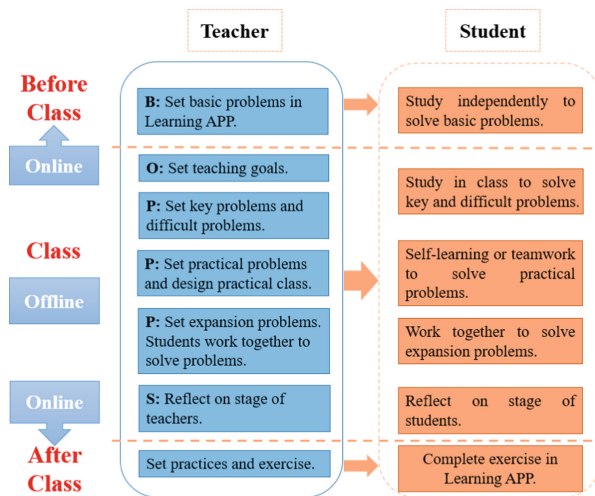 Teacher
Student
Before
Class
Online
B: Set basic problems in
Learning APP.
Study independently to
solve basic problems.
O: Set teaching goals.
P: Set key problems and
difficult problems.
Study in class to solve
key and difficult problems.
Class
Offline
P: Set practical problems
and design practical class.
Self-learning or teamwork
to solve practical
problems.
P: Set expansion problems.
Students work together to
solve problems.
Work together to solve
expansion problems.
Online
S: Reflect on stage of
teachers.
Reflect on stage of
students.
After
Class
Set practices and exercise.
Complete exercise in
Learning APP.